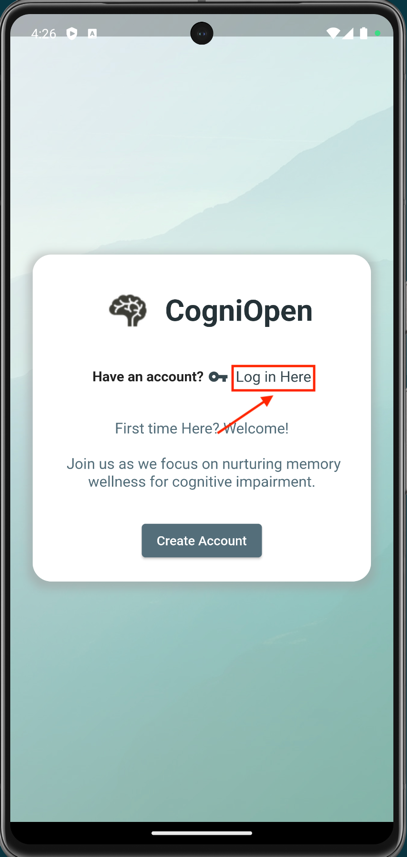 4:26
CogniOpen
Have an account? Log in Here
First time Here? Welcome!
Join us as we focus on nurturing memory
wellness for cognitive impairment.
Create Account